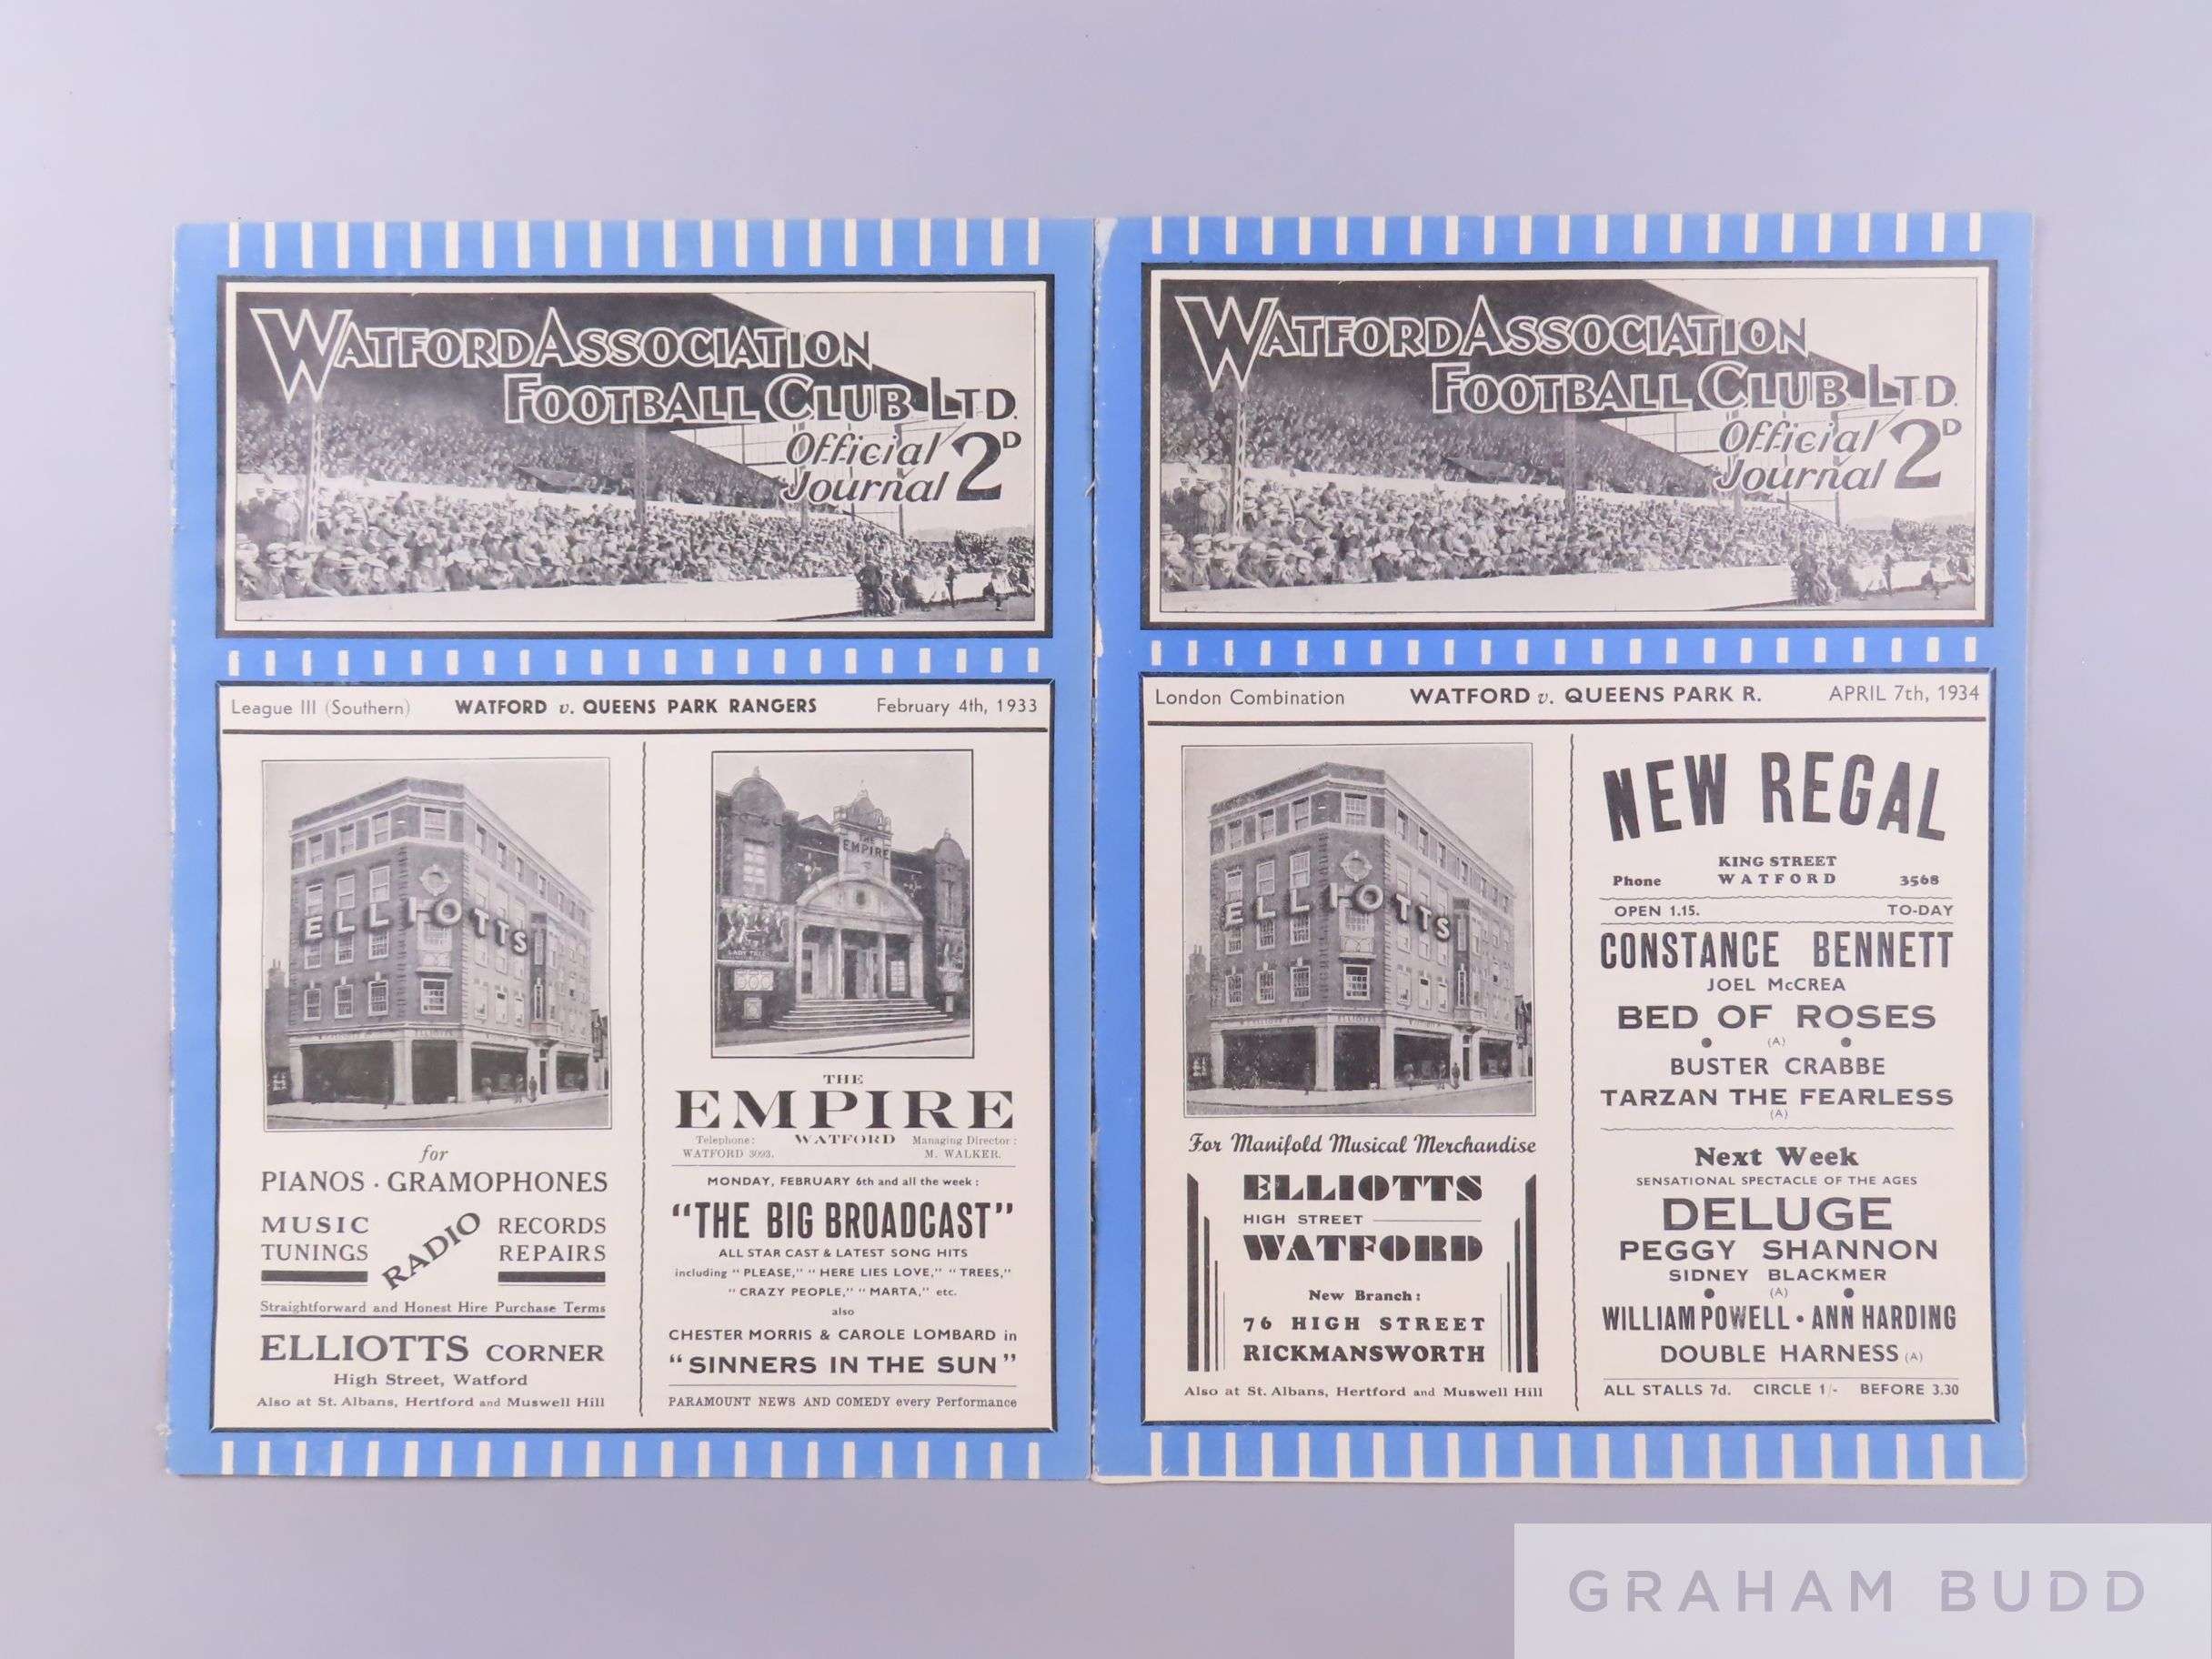 WATFORD ASSOCIATION
FOOTBALL CLUB LTD.
Official
Journal 2D
League III (Southern) WATFORD v. QUEENS PARK RANGERS February 4th, 1933
ELLIOTTS
for
PIANOS · GRAMOPHONES
MUSIC
TUNINGS
RADIO
RECORDS
REPAIRS
Straightforward and Honest Hire Purchase Terms
ELLIOTTS CORNER
High Street, Watford
Also at St. Albans, Hertford and Muswell Hill
THE
EMPIRE
THE
EMPIRE
Telephone: WATFORD Managing Director:
WATFORD 3093. M. WALKER.
MONDAY, FEBRUARY 6th and all the week:
"THE BIG BROADCAST"
ALL STAR CAST & LATEST SONG HITS
including "PLEASE," "HERE LIES LOVE," "TREES,"
"CRAZY PEOPLE," "MARTA," etc.
also
CHESTER MORRIS & CAROLE LOMBARD in
"SINNERS IN THE SUN"
PARAMOUNT NEWS AND COMEDY every Performance
WATFORD ASSOCIATION
FOOTBALL CLUB LTD.
Official
Journal 2D
London Combination WATFORD v. QUEENS PARK R. APRIL 7th, 1934
ELLIOTTS
For Manifold Musical Merchandise
ELLIOTTS
HIGH STREET
WATFORD
New Branch:
76 HIGH STREET
RICKMANSWORTH
Also at St. Albans, Hertford and Muswell Hill
NEW REGAL
KING STREET
Phone WATFORD 3568
OPEN 1.15. TO-DAY
CONSTANCE BENNETT
JOEL McCREA
BED OF ROSES
• (A) •
BUSTER CRABBE
TARZAN THE FEARLESS
(A)
Next Week
SENSATIONAL SPECTACLE OF THE AGES
DELUGE
PEGGY SHANNON
SIDNEY BLACKMER
• (A) •
WILLIAM POWELL • ANN HARDING
DOUBLE HARNESS (A)
ALL STALLS 7d. CIRCLE 1/- BEFORE 3.30
GRAHAM BUDD